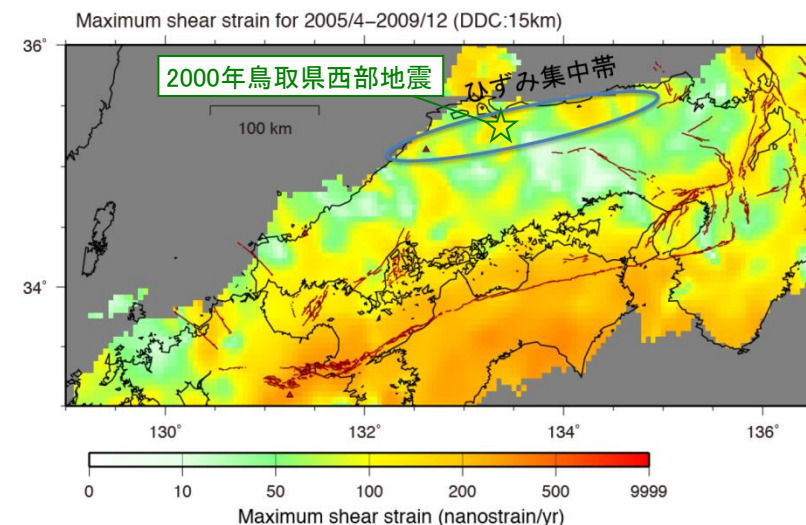 Maximum shear strain for 2005/4−2009/12 (DDC:15km)
36˚
2000年鳥取県西部地震
ひずみ集中帯
100 km
34˚
130˚ 132˚ 134˚ 136˚
0 10 50 100 200 500 9999
Maximum shear strain (nanostrain/yr)